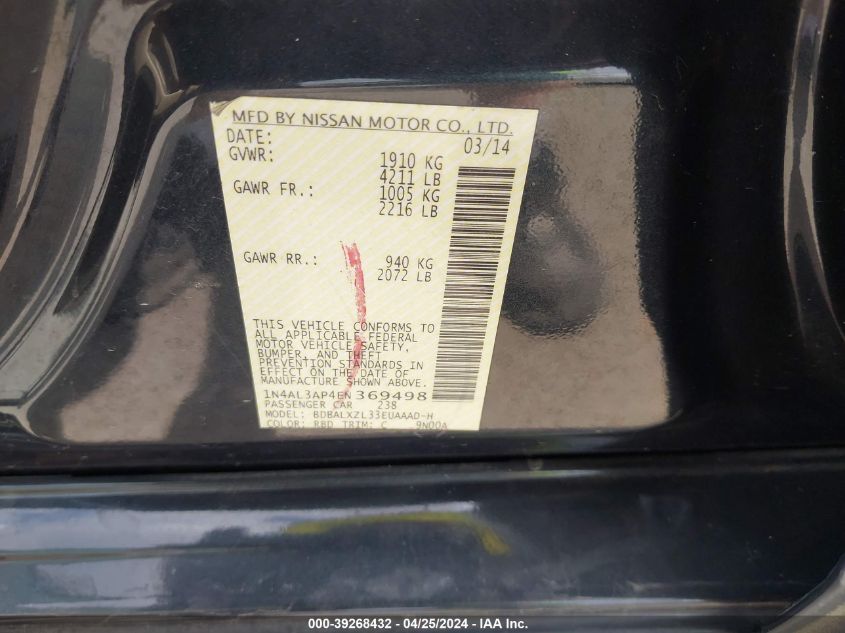 MFD BY NISSAN MOTOR CO., LTD.
DATE: 03/14
GVWR: 1910 KG
4211 LB
GAWR FR.: 1005 KG
2216 LB
GAWR RR.: 940 KG
2072 LB
THIS VEHICLE CONFORMS TO
ALL APPLICABLE FEDERAL
MOTOR VEHICLE SAFETY,
BUMPER, AND THEFT
PREVENTION STANDARDS IN
EFFECT ON THE DATE OF
MANUFACTURE SHOWN ABOVE.
1N4AL3AP4EN369498
PASSENGER CAR 238
MODEL: BDBALXZL33EUAAAD-H
COLOR: RBD TRIM: C 9N00A
000-39268432 - 04/25/2024 - IAA Inc.